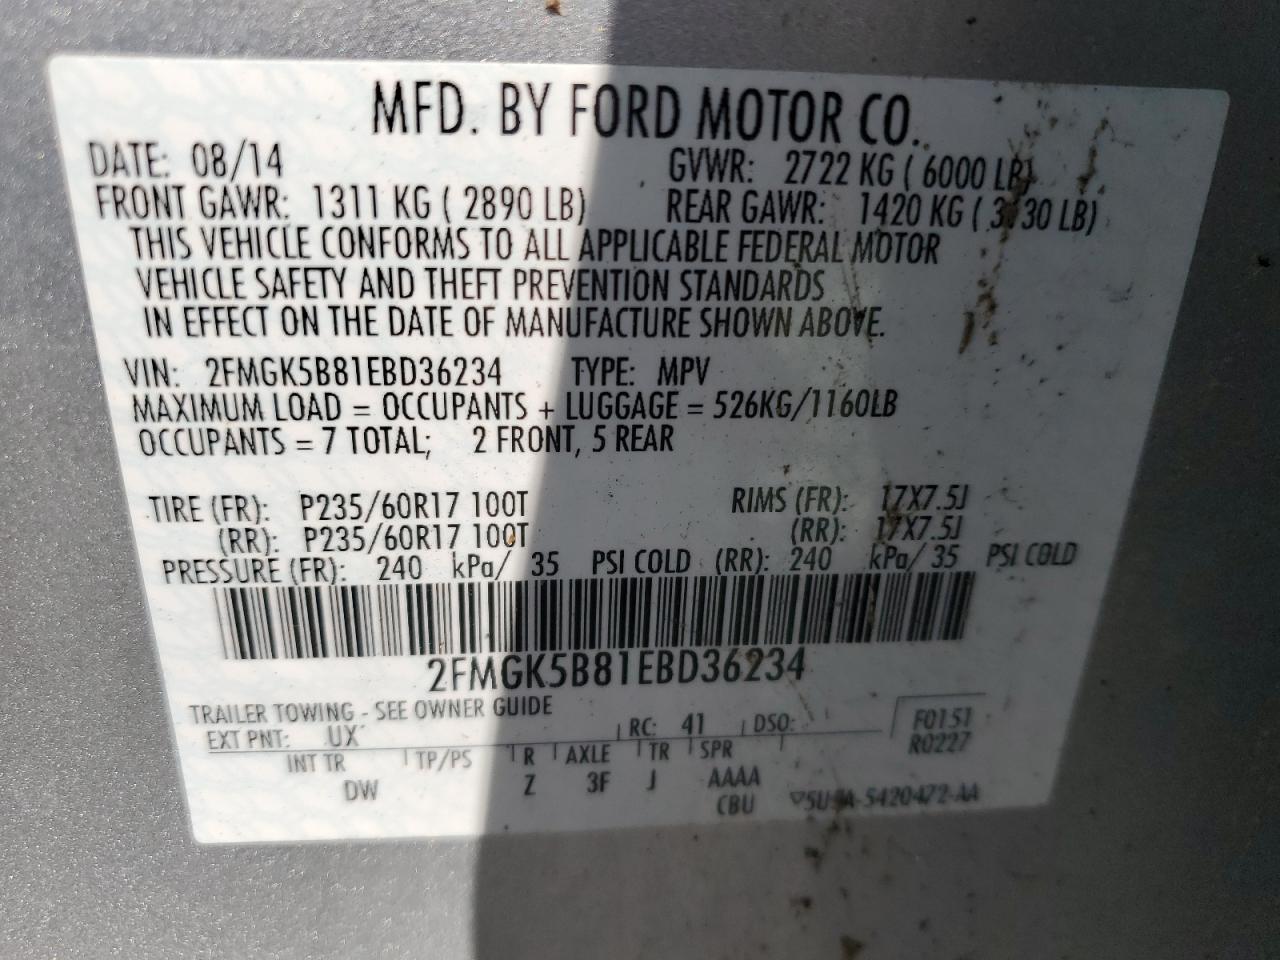 MFD. BY FORD MOTOR CO.
DATE: 08/14 GVWR: 2722 KG ( 6000 LB)
FRONT GAWR: 1311 KG ( 2890 LB) REAR GAWR: 1420 KG ( LB)
THIS VEHICLE CONFORMS TO ALL APPLICABLE FEDERAL MOTOR
VEHICLE SAFETY AND THEFT PREVENTION STANDARDS
IN EFFECT ON THE DATE OF MANUFACTURE SHOWN ABOVE.
VIN: 2FMGK5B81EBD36234 TYPE: MPV
MAXIMUM LOAD = OCCUPANTS + LUGGAGE = 526KG/1160LB
OCCUPANTS = 7 TOTAL; 2 FRONT, 5 REAR
TIRE (FR): P235/60R17 100T RIMS (FR): 17X7.5J
(RR): P235/60R17 100T (RR): 17X7.5J
PRESSURE (FR): 240 kPa/ 35 PSI COLD (RR): 240 kPa/ 35 PSI COLD
2FMGK5B81EBD36234
TRAILER TOWING - SEE OWNER GUIDE
EXT PNT: UX RC: 41 DSO: F0151
R0227
INT TR TP/PS R AXLE TR SPR
DW Z 3F J AAAA
CBU